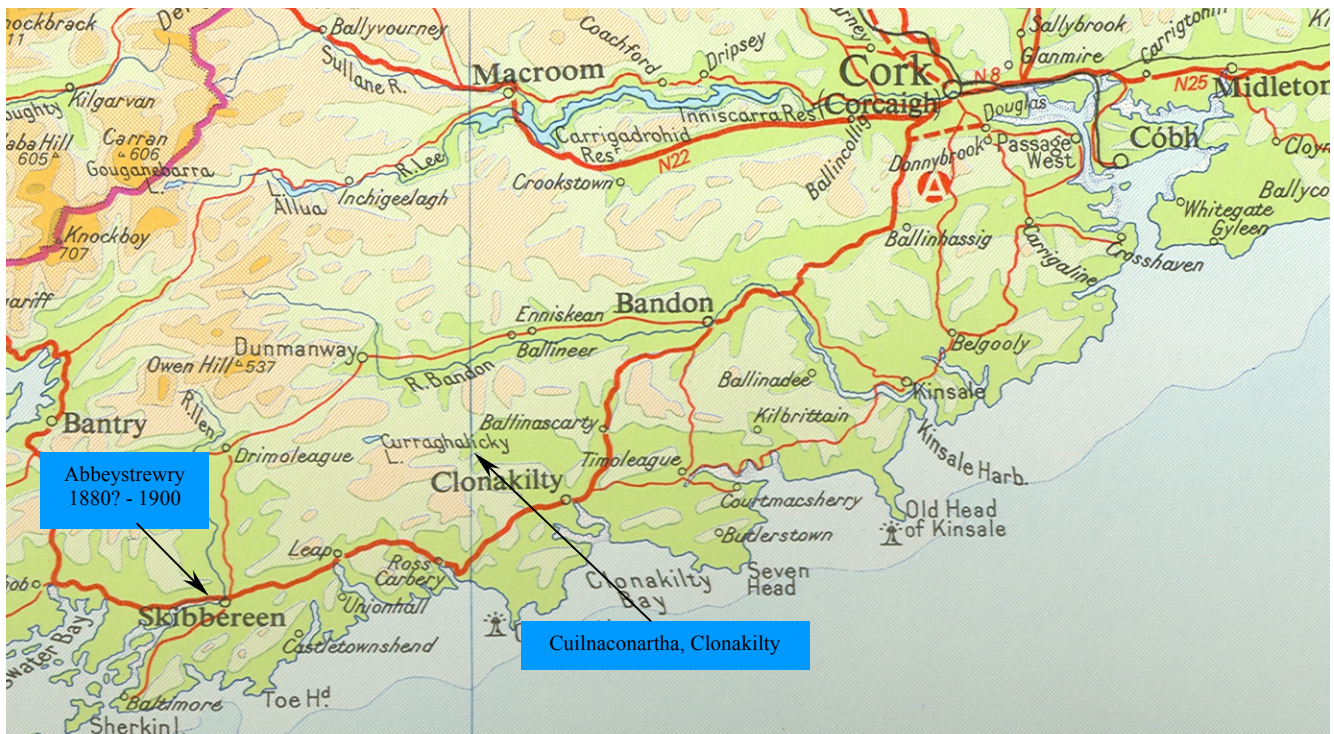 Ballyvourney
Sullane R.
Coachford
Dripsey
Sallybrook
Glanmire
Carrigtohill
Macroom
Cork
Corcaigh
N8
N25
Midleton
Kilgarvan
Carran
606
605
Gouganebarra
L.
R. Lee
Inniscarra Res.
Carrigadrohid
Resr.
N22
Ballincollig
Douglas
Donnybrook
Passage
West
Cóbh
Crookstown
Inchigeelagh
L.
Allua
Knockboy
707
Ballinhassig
Carrigaline
Crosshaven
Whitegate
Gyleen
Bandon
Enniskean
Ballineer
Dunmanway
Owen Hill 537
R. Bandon
Belgooly
Ballinadee
Kinsale
Kilbrittain
Kinsale Harb.
Bantry
R. Ilen
Drimoleague
Curraghalicky
L.
Ballinascarty
Timoleague
Clonakilty
Courtmacsherry
Butlerstown
Old Head
of Kinsale
Abbeystrewry
1880? - 1900
Leap
Ross
Carbery
Clonakilty
Bay
Seven
Head
Skibbereen
Unionhall
Castletownshend
Cuilnaconartha, Clonakilty
Baltimore
Toe Hd.
Sherkin I.